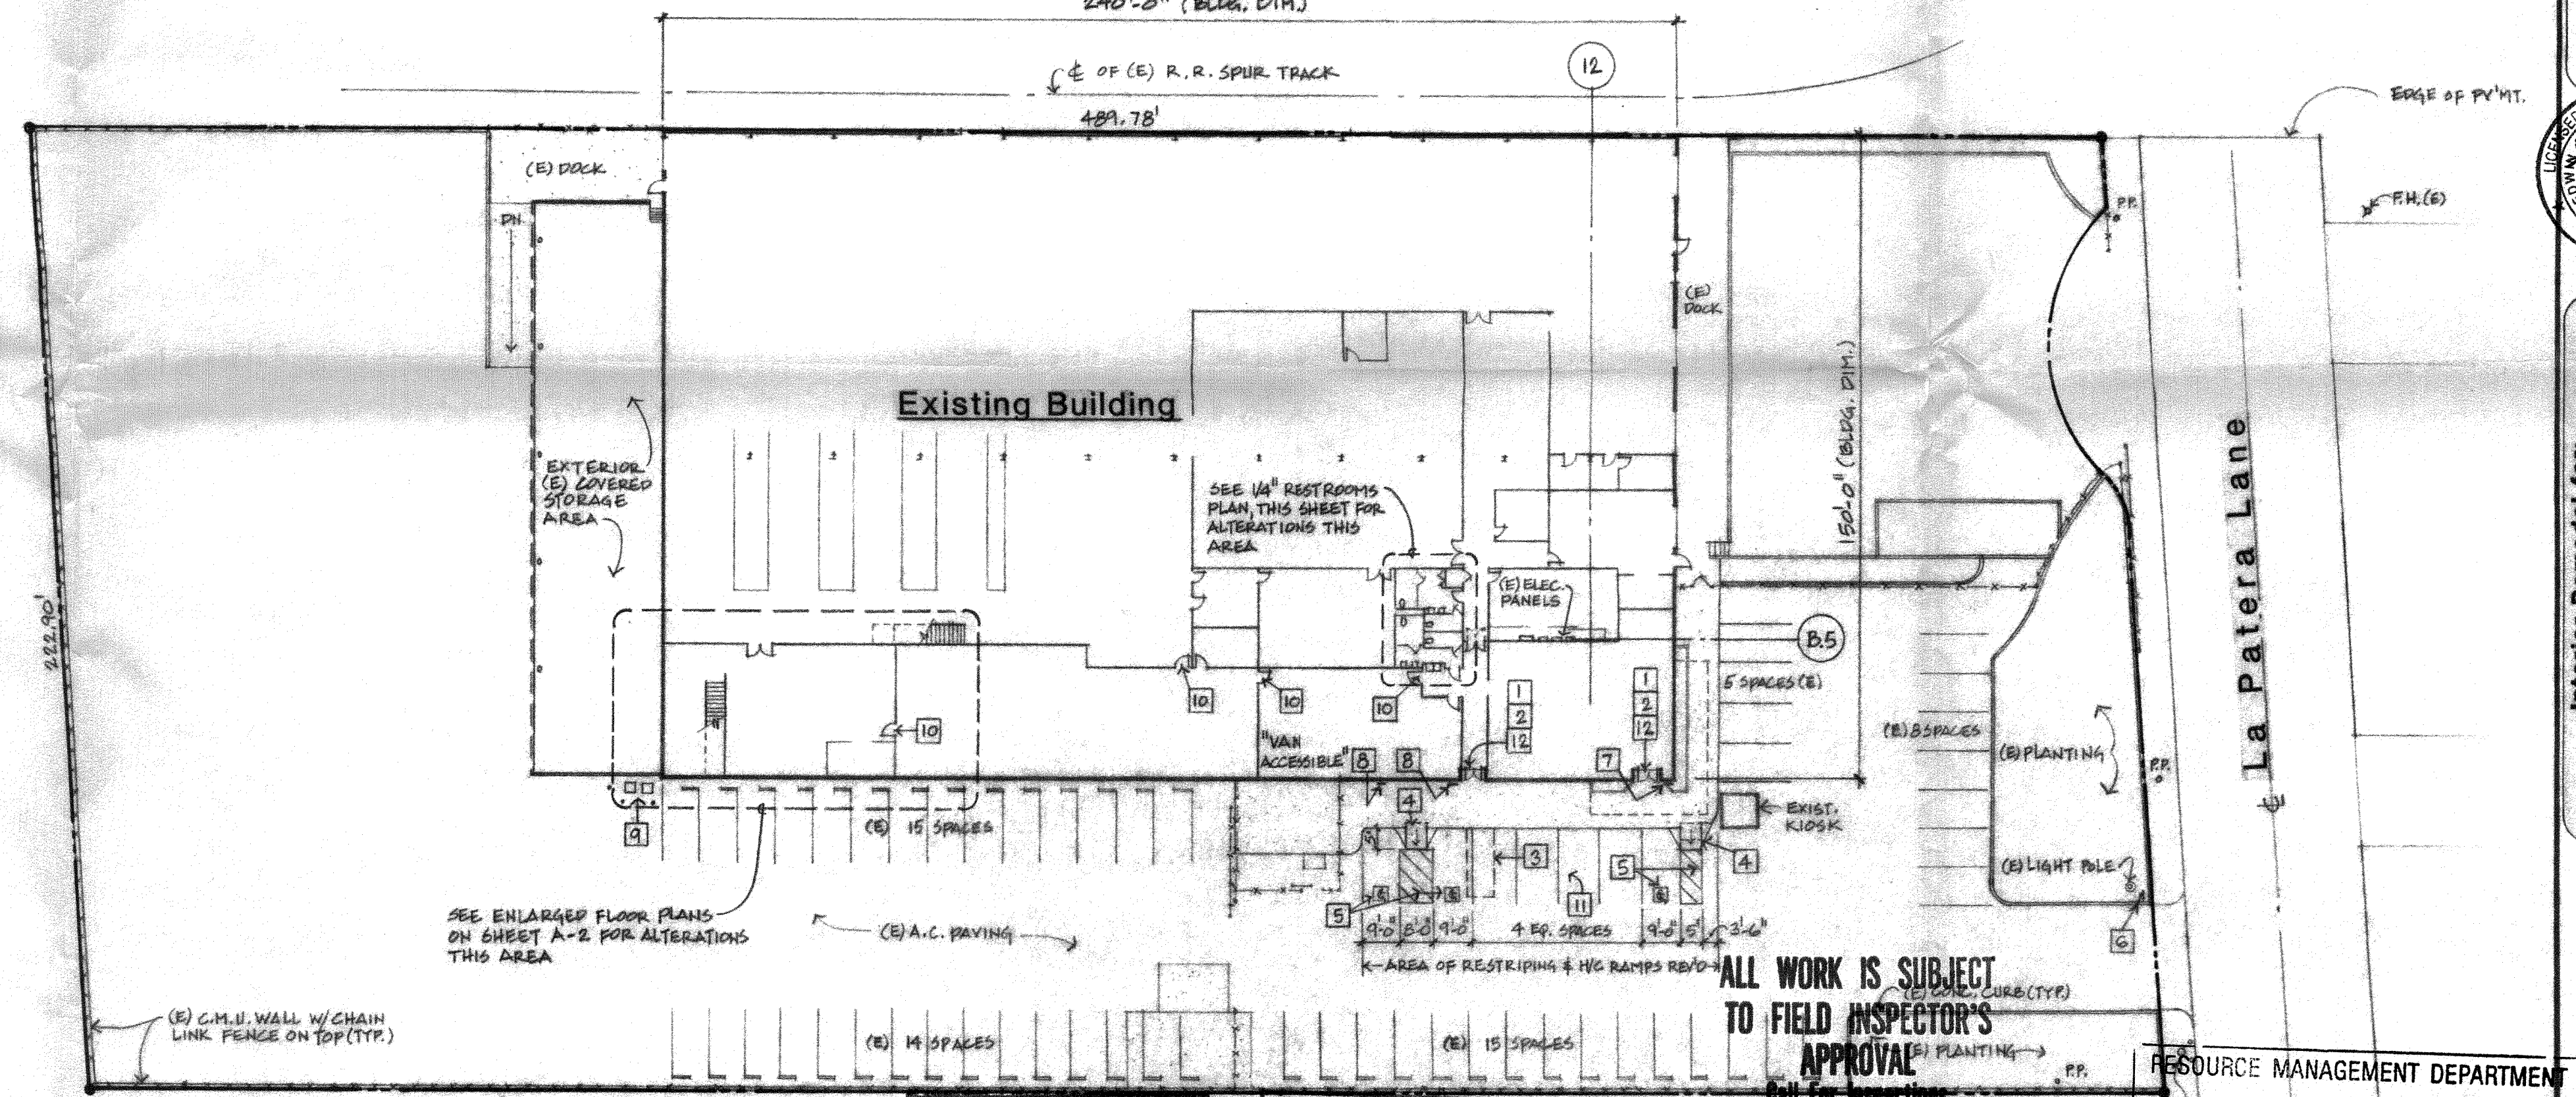 240'-0" (BLDG. DIM.)
12
℄ OF (E) R.R. SPUR TRACK
EDGE OF PV'MT.
489.78'
(E) DOCK
P.P.
F.H.(E)
DN.
(E)
DOCK
150'-0" (BLDG. DIM.)
Existing Building
La Patera Lane
EXTERIOR
(E) COVERED
STORAGE
AREA
SEE 1/4" RESTROOMS
PLAN, THIS SHEET FOR
ALTERATIONS THIS
AREA
(E) ELEC.
PANELS
222.90'
B.5
10
10
10
10
1
2
12
1
2
12
5 SPACES (E)
(E) 8 SPACES
(E) PLANTING
"VAN
ACCESSIBLE"
8
8
7
P.P.
4
9
(E) 15 SPACES
EXIST.
KIOSK
3
5
4
(E) LIGHT POLE
11
5
6
SEE ENLARGED FLOOR PLANS
ON SHEET A-2 FOR ALTERATIONS
THIS AREA
(E) A.C. PAVING
9'-0"
8'-0"
9'-0"
4 EQ. SPACES
9'-0"
5'
3'-6"
AREA OF RESTRIPING & H/C RAMPS REV'D
ALL WORK IS SUBJECT
TO FIELD INSPECTOR'S
APPROVAL
(E) CONC. CURB (TYP.)
(E) C.M.U. WALL W/ CHAIN
LINK FENCE ON TOP (TYP.)
(E) 14 SPACES
(E) 15 SPACES
(E) PLANTING
P.P.
RESOURCE MANAGEMENT DEPARTMENT
Call For Inspections